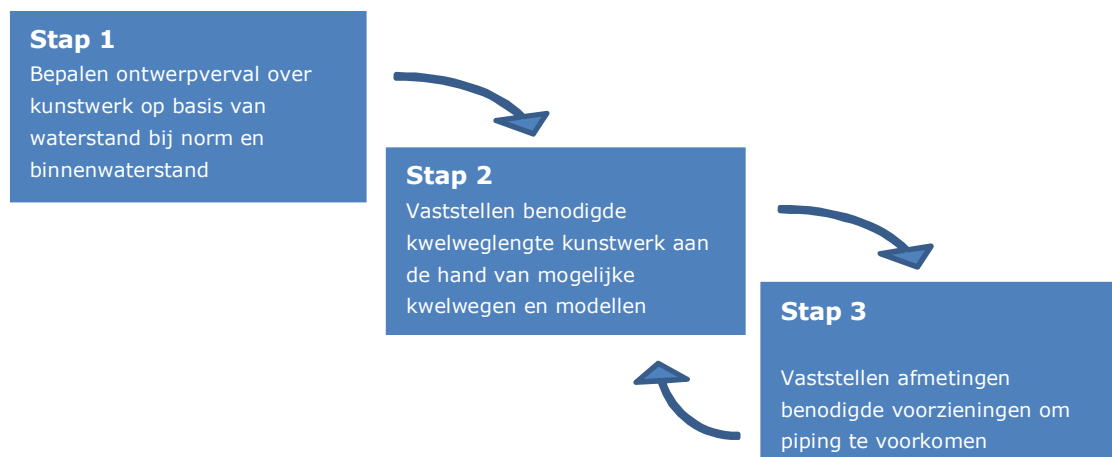 Stap 1
Bepalen ontwerpverval over
kunstwerk op basis van
waterstand bij norm en
binnenwaterstand
Stap 2
Vaststellen benodigde
kwelweglengte kunstwerk aan
de hand van mogelijke
kwelwegen en modellen
Stap 3
Vaststellen afmetingen
benodigde voorzieningen om
piping te voorkomen